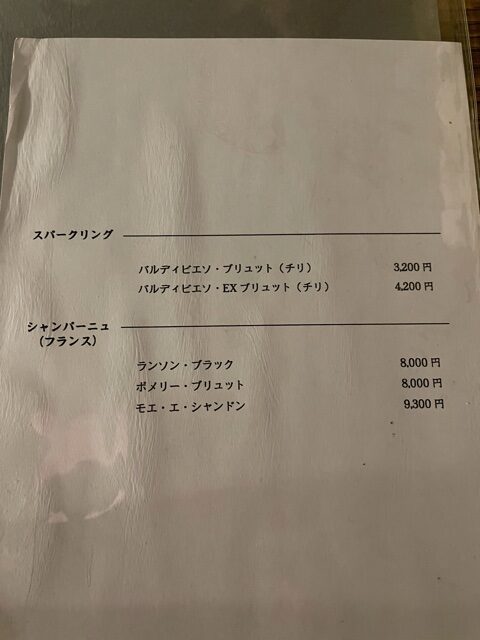 スパークリング
バルディビエソ・ブリュット（チリ） 3,200 円
バルディビエソ・EX ブリュット（チリ） 4,200 円
シャンパーニュ
（フランス）
ランソン・ブラック 8,000 円
ポメリー・ブリュット 8,000 円
モエ・エ・シャンドン 9,300 円